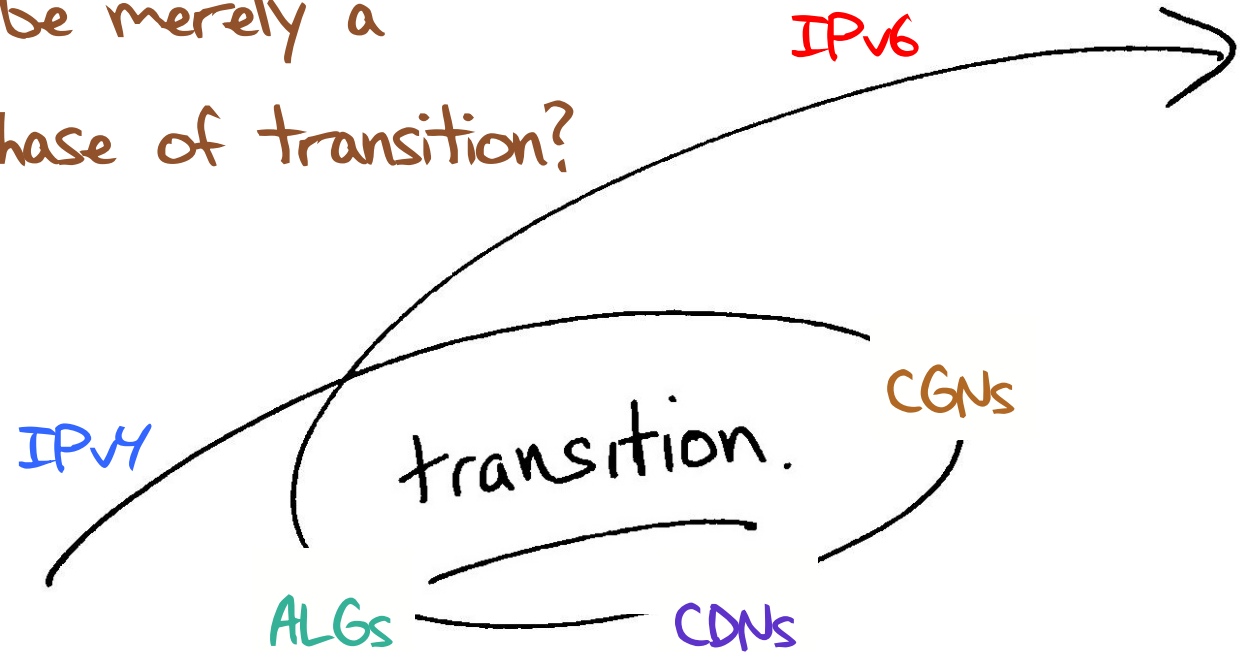 be merely a
hase of transition?
IPv6
CGNs
IPv4
transition.
ALGs
CDNs